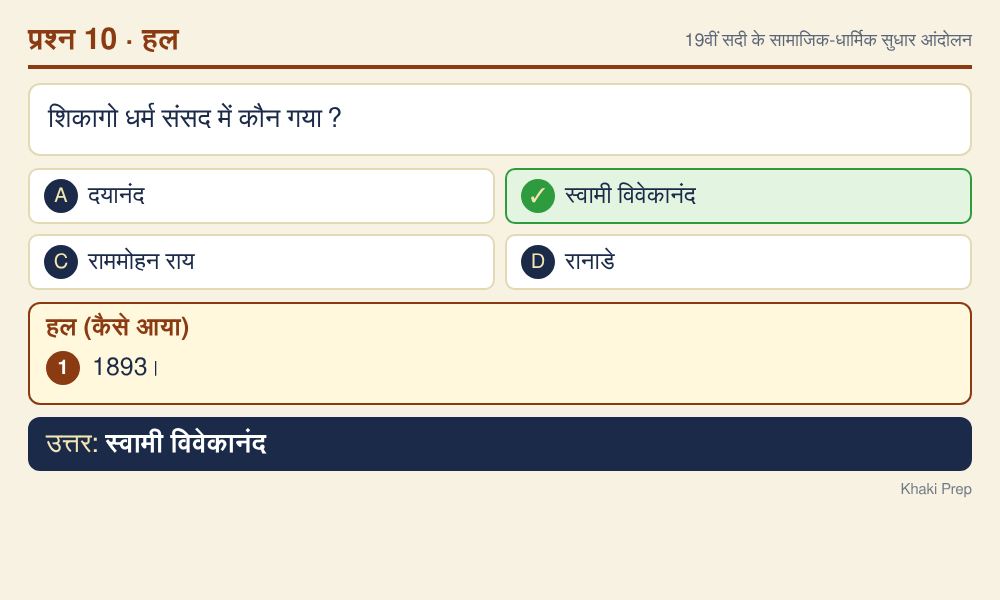 प्रश्न 10 · हल
19वीं सदी के सामाजिक-धार्मिक सुधार आंदोलन
शिकागो धर्म संसद में कौन गया ?
A दयानंद
✓ स्वामी विवेकानंद
C राममोहन राय
D रानाडे
हल (कैसे आया)
1 1893।
उत्तर: स्वामी विवेकानंद
Khaki Prep